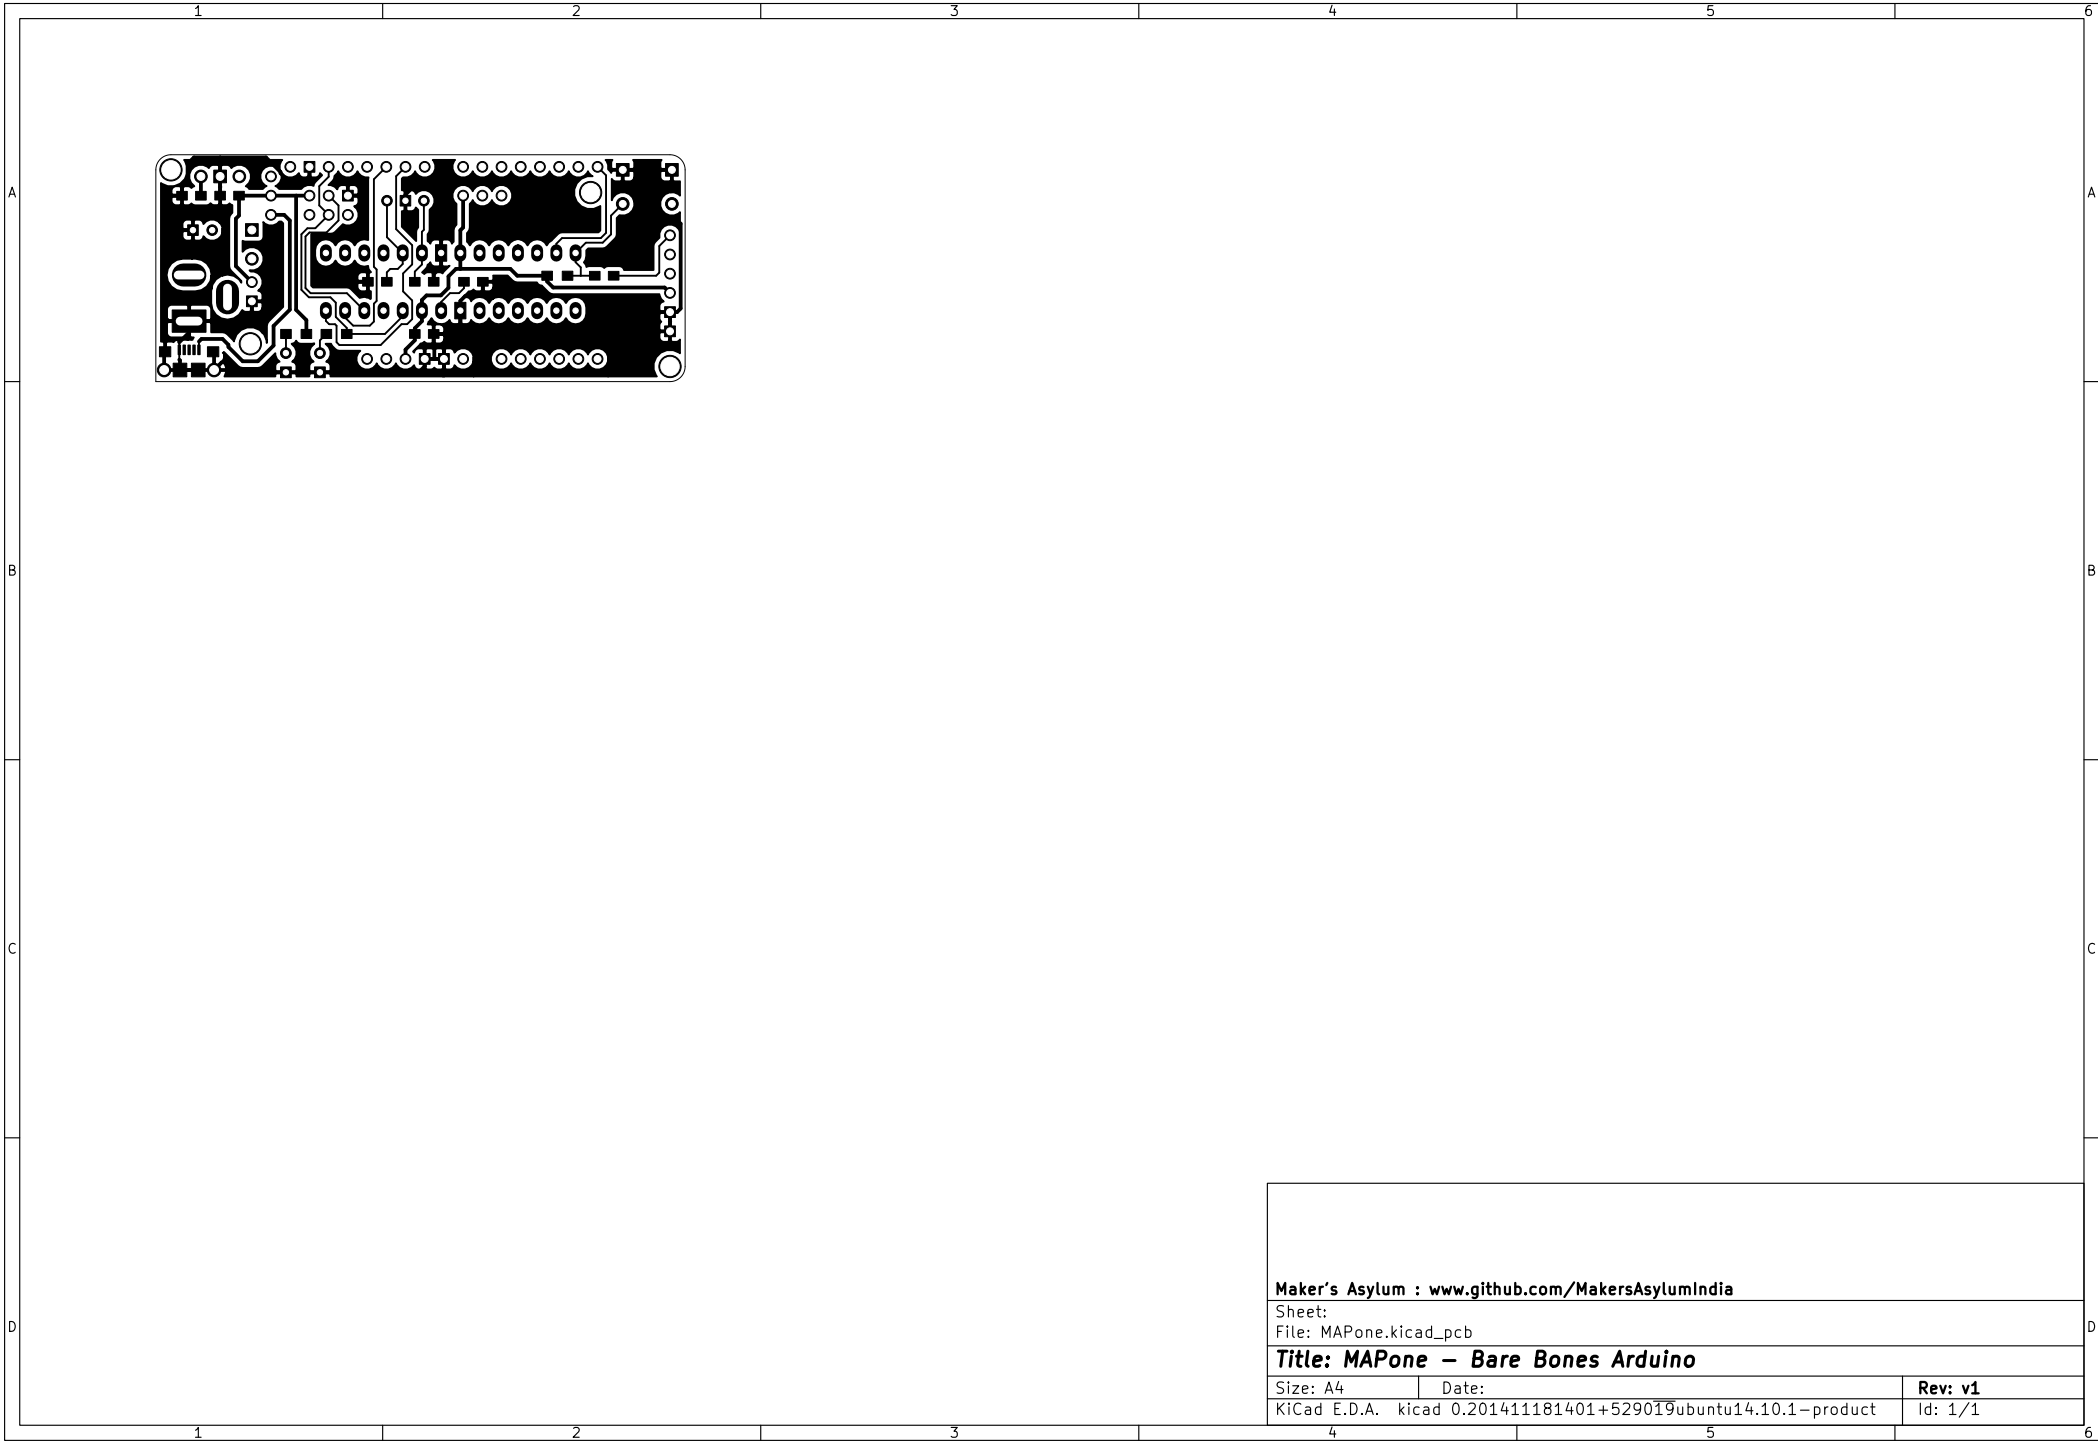 1 2 3 4 5 6
A A
B B
C C
Maker's Asylum : www.github.com/MakersAsylumIndia
Sheet:
D D
File: MAPone.kicad_pcb
Title: MAPone – Bare Bones Arduino
Size: A4 Date: Rev: v1
KiCad E.D.A. kicad 0.201411181401+529019ubuntu14.10.1-product Id: 1/1
1 2 3 4 5 6